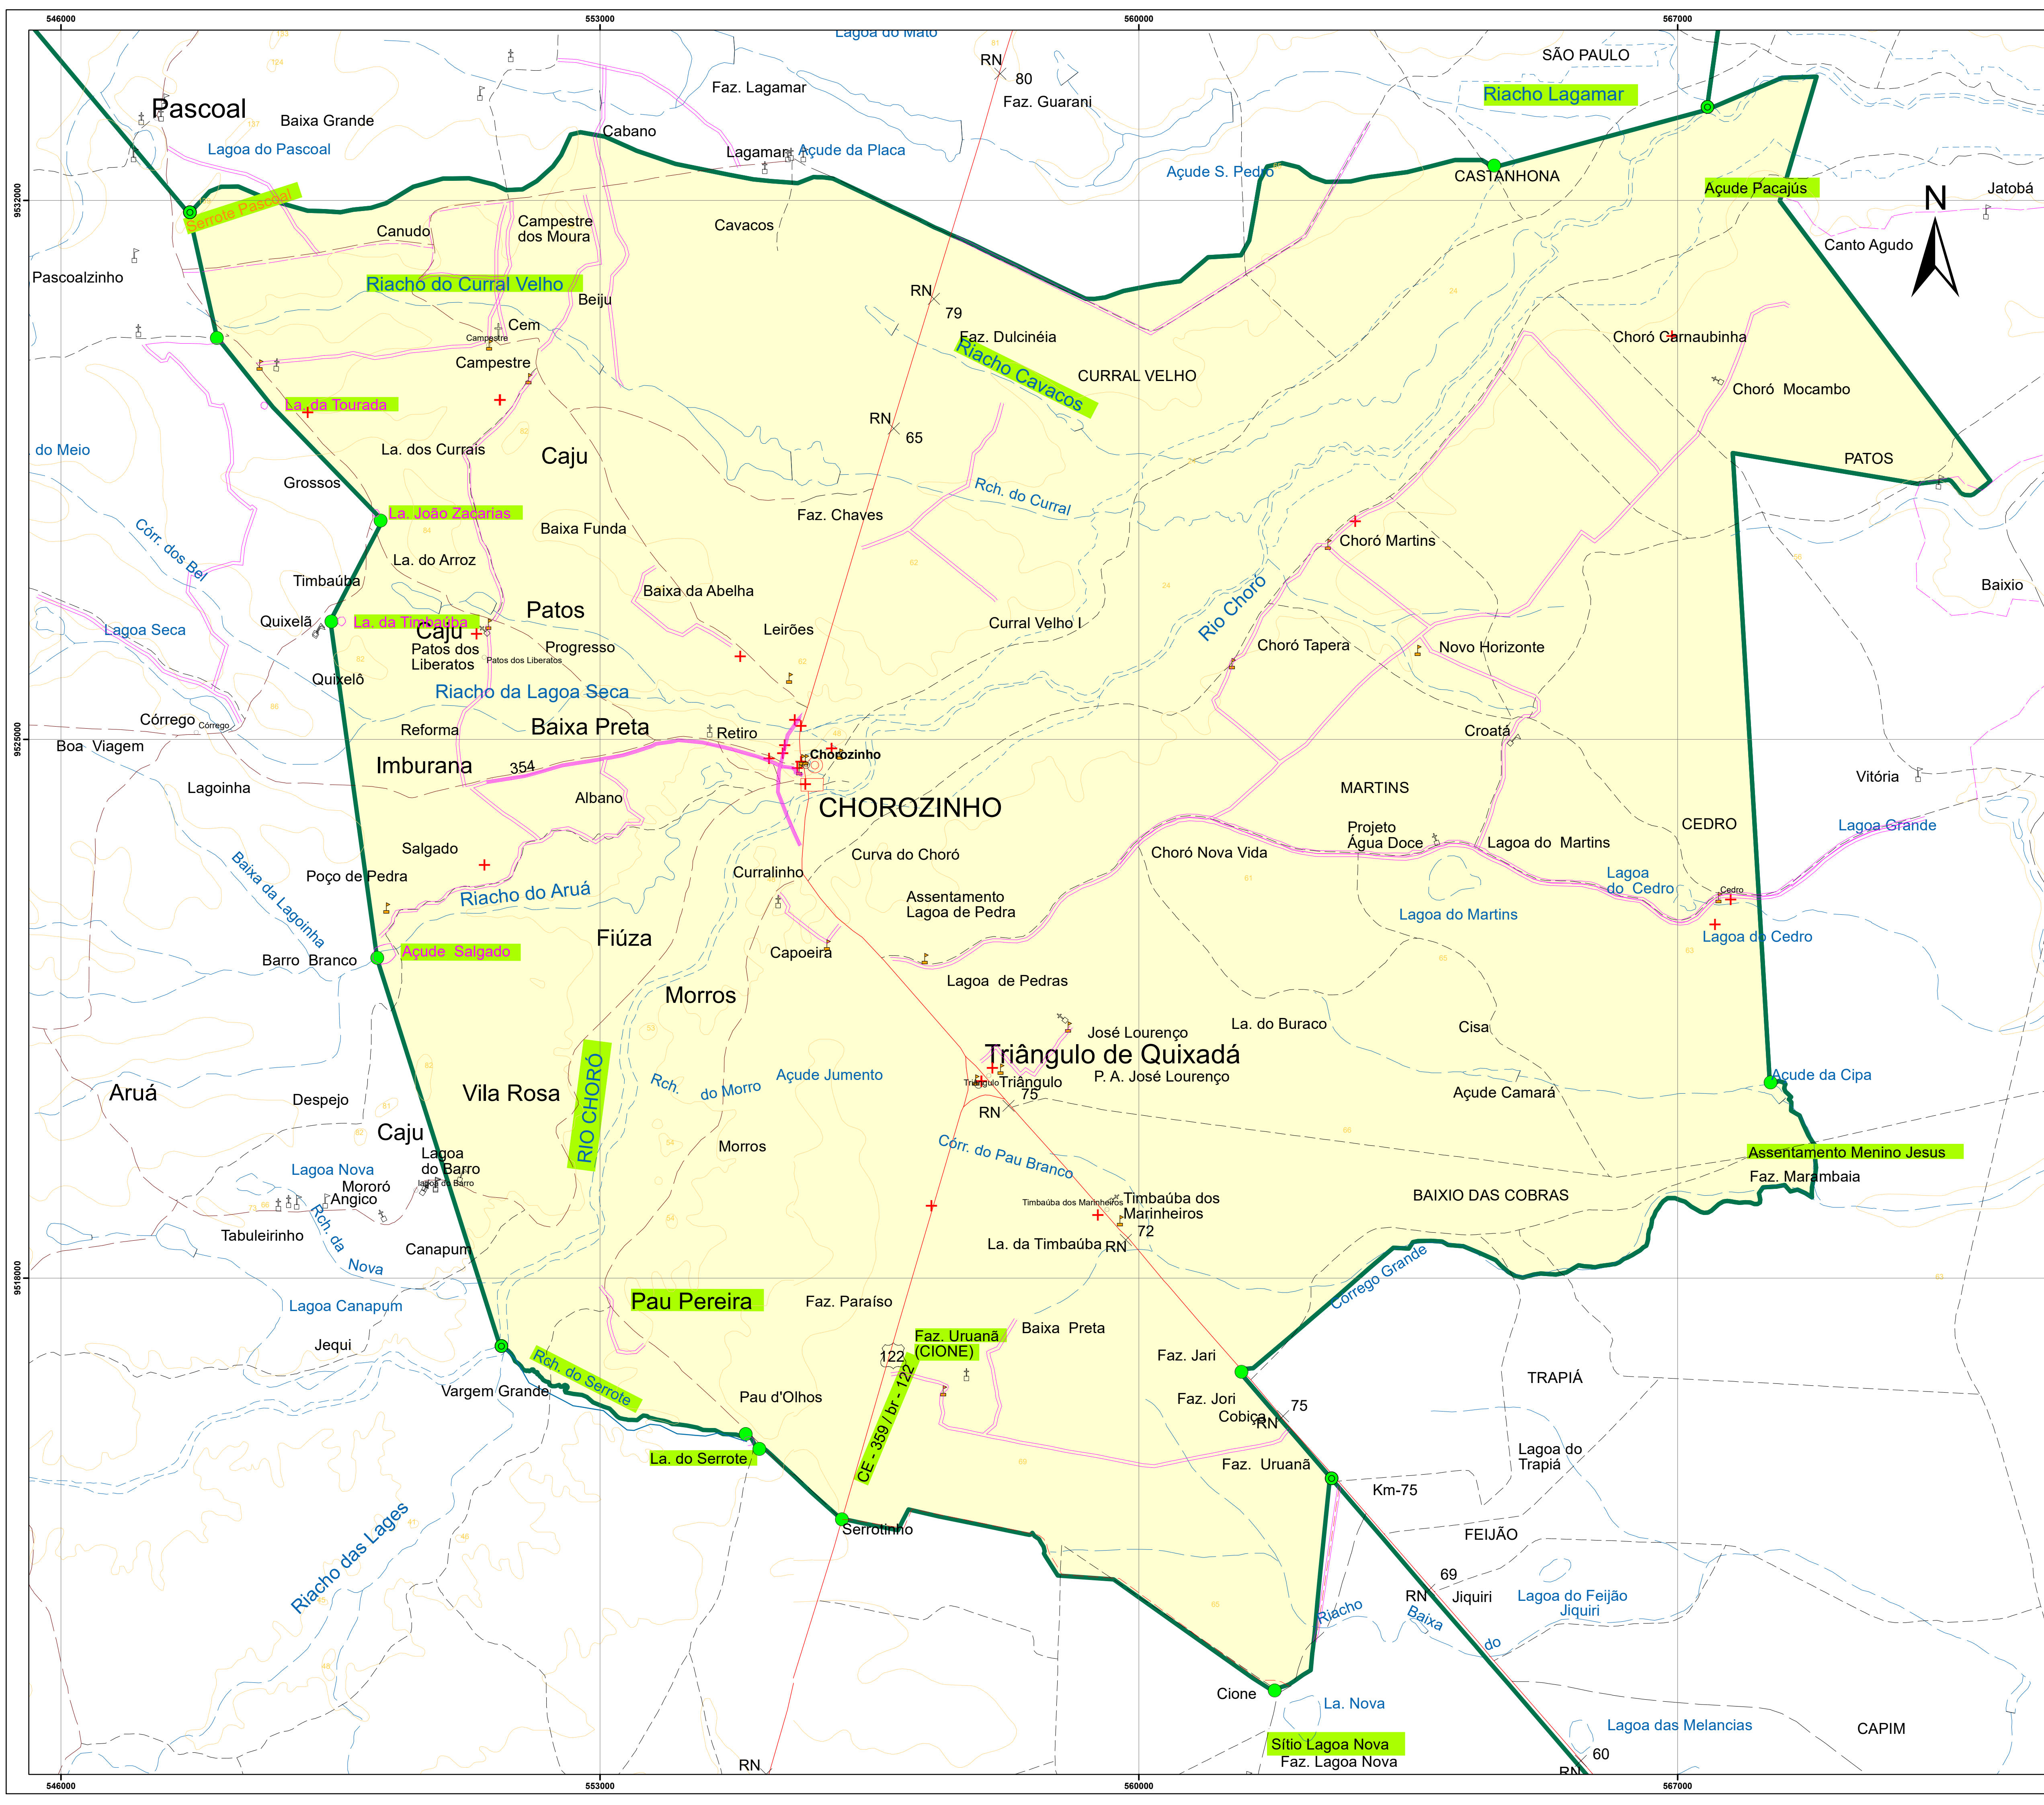 546000
553000
560000
567000
Lagoa do Mato
RN
80
Faz. Guarani
SÃO PAULO
Faz. Lagamar
Riacho Lagamar
Pascoal
Baixa Grande
Cabano
Lagoa do Pascoal
Lagamar
Açude da Placa
Açude S. Pedro
CASTANHONA
Açude Pacajús
Jatobá
N
9532000
Serrote Pascoal
Canudo
Campestre
dos Moura
Cavacos
Canto Agudo
Pascoalzinho
Riacho do Curral Velho
Beiju
RN
79
Cem
Campestre
Campestre
Faz. Dulcinéia
Riacho Cavacos
CURRAL VELHO
Choró Carnaubinha
Choró Mocambo
La. da Tourada
RN
65
do Meio
La. dos Currais
Caju
PATOS
Grossos
Rch. do Curral
La. João Zacarias
Baixa Funda
Faz. Chaves
Córr. dos Bel
Choró Martins
La. do Arroz
Timbaúba
Baixa da Abelha
Baixio
Patos
Rio Choró
Quixelã
La. da Timbaúba
Lagoa Seca
Caju
Leirões
Curral Velho I
Patos dos
Liberatos
Patos dos Liberatos
Progresso
Choró Tapera
Novo Horizonte
Quixelô
Riacho da Lagoa Seca
Córrego
Córrego
Reforma
Baixa Preta
Retiro
Croatá
9525000
Boa Viagem
Chorozinho
Imburana
354
Lagoinha
Albano
CHOROZINHO
MARTINS
Vitória
Projeto
Água Doce
CEDRO
Lagoa Grande
Salgado
Curva do Choró
Choró Nova Vida
Lagoa do Martins
Baixa da Lagoinha
Poço de Pedra
Curralinho
Lagoa
do Cedro
Cedro
Riacho do Aruá
Assentamento
Lagoa de Pedra
Lagoa do Martins
Fiúza
Lagoa do Cedro
Barro Branco
Açude Salgado
Capoeira
Lagoa de Pedras
Morros
La. do Buraco
Cisa
José Lourenço
Triângulo de Quixadá
P. A. José Lourenço
Triângulo
Triângulo
RIO CHORÓ
Rch.
do Morro
Açude Jumento
Açude da Cipa
Aruá
Despejo
Vila Rosa
75
RN
Açude Camará
Caju
Morros
Córr. do Pau Branco
Assentamento Menino Jesus
Lagoa
do Barro
lagoa do Barro
Lagoa Nova
Mororó
Angico
Faz. Marambaia
Timbaúba dos Marinheiros
Timbaúba dos
Marinheiros
BAIXIO DAS COBRAS
Tabuleirinho
Rch. da
Nova
Canapum
La. da Timbaúba
RN
72
9518000
Córrego Grande
Lagoa Canapum
Pau Pereira
Faz. Paraíso
Baixa Preta
Jequi
Faz. Uruanã
(CIONE)
122
Faz. Jari
Rch. do Serrote
Vargem Grande
Pau d'Olhos
CE - 359 / br - 122
Faz. Jori
Cobiça
RN
75
TRAPIÁ
La. do Serrote
Faz. Uruanã
Lagoa do
Trapiá
Km-75
Serrotinho
FEIJÃO
Riacho das Lages
RN
69
Jiquiri
Riacho
Baixa
do
Lagoa do Feijão
Jiquiri
Cione
La. Nova
Sítio Lagoa Nova
Faz. Lagoa Nova
Lagoa das Melancias
CAPIM
RN
60
RN
546000
553000
560000
567000